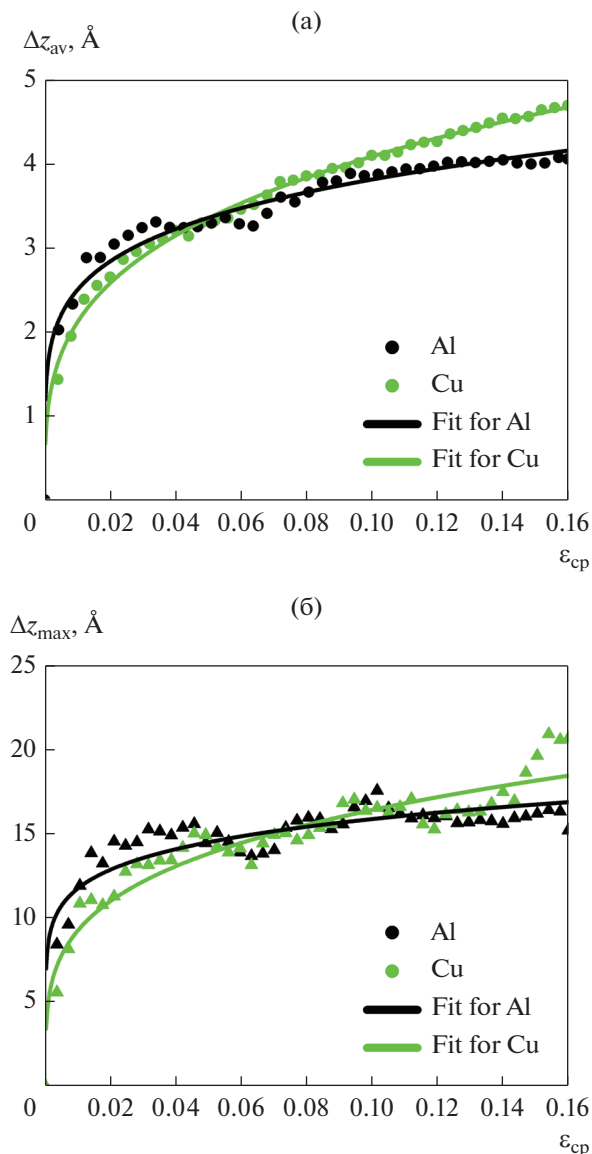 (а)
Δz_av, Å
5
4
3
2
1
0
0.02 0.04 0.06 0.08 0.10 0.12 0.14 0.16
ε_cp
Al
Cu
Fit for Al
Fit for Cu
(б)
Δz_max, Å
25
20
15
10
5
0
0.02 0.04 0.06 0.08 0.10 0.12 0.14 0.16
ε_cp
Al
Cu
Fit for Al
Fit for Cu